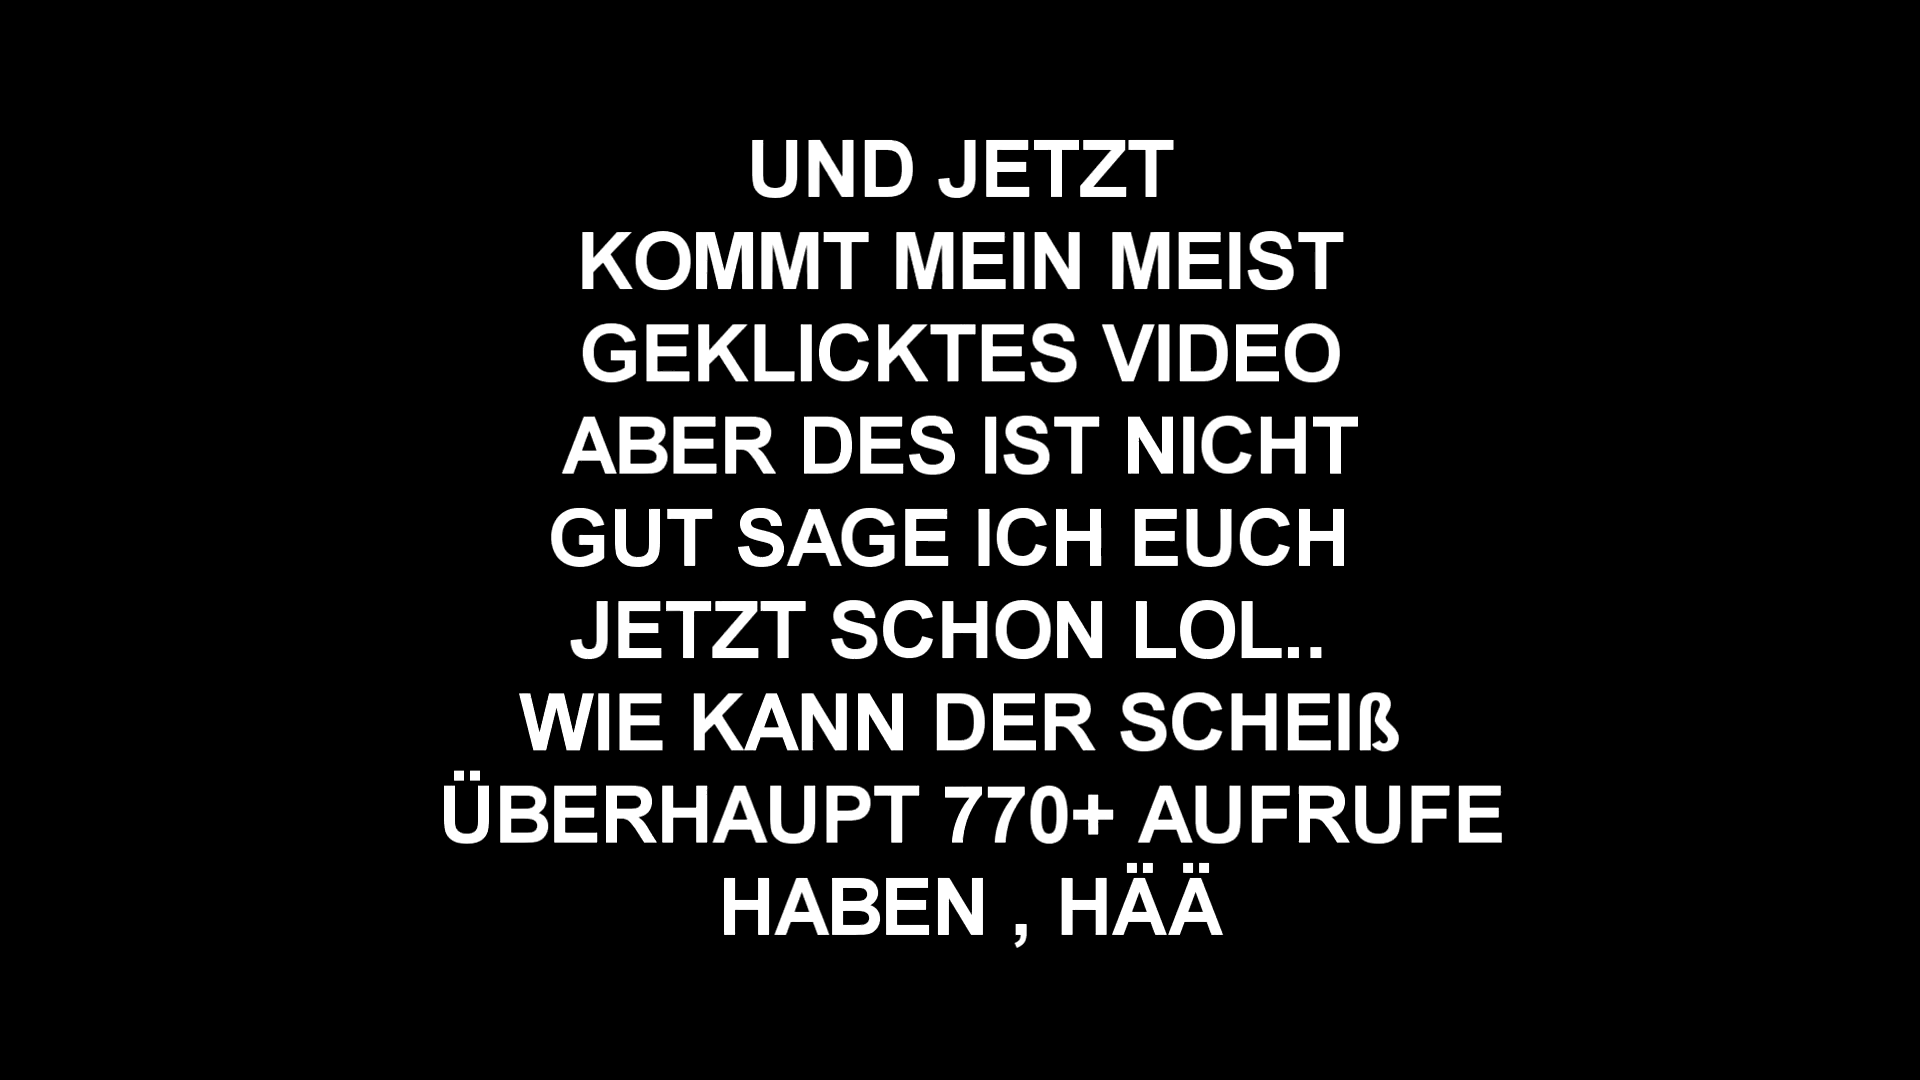 UND JETZT
KOMMT MEIN MEIST
GEKLICKTES VIDEO
ABER DES IST NICHT
GUT SAGE ICH EUCH
JETZT SCHON LOL..
WIE KANN DER SCHEIß
ÜBERHAUPT 770+ AUFRUFE
HABEN , HÄÄ